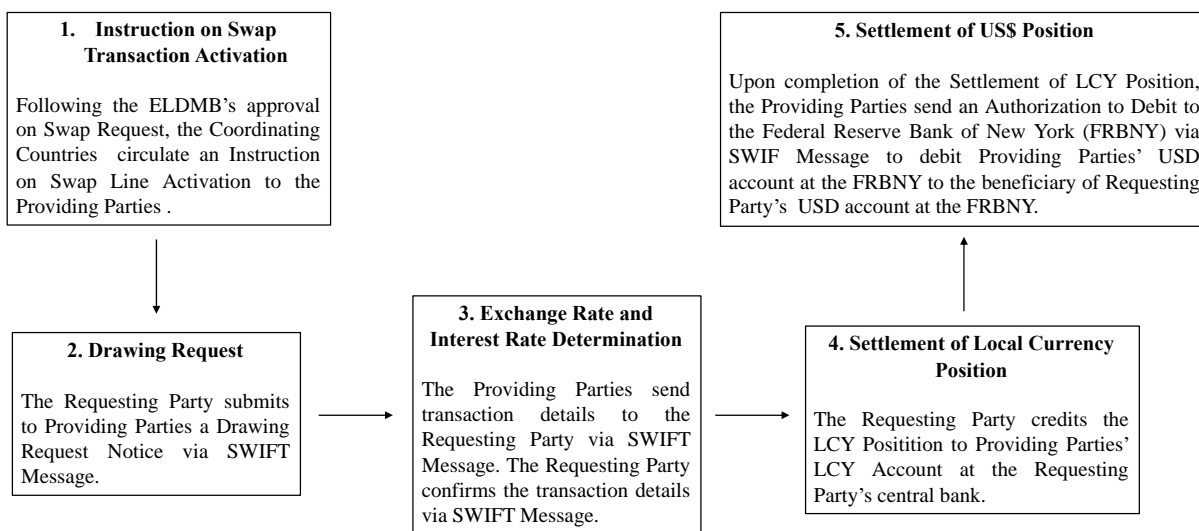 1. Instruction on Swap
Transaction Activation
Following the ELDMB’s approval
on Swap Request, the Coordinating
Countries circulate an Instruction
on Swap Line Activation to the
Providing Parties .
2. Drawing Request
The Requesting Party submits
to Providing Parties a Drawing
Request Notice via SWIFT
Message.
3. Exchange Rate and
Interest Rate Determination
The Providing Parties send
transaction details to the
Requesting Party via SWIFT
Message. The Requesting Party
confirms the transaction details
via SWIFT Message.
4. Settlement of Local Currency
Position
The Requesting Party credits the
LCY Positition to Providing Parties’
LCY Account at the Requesting
Party’s central bank.
5. Settlement of US$ Position
Upon completion of the Settlement of LCY Position,
the Providing Parties send an Authorization to Debit to
the Federal Reserve Bank of New York (FRBNY) via
SWIF Message to debit Providing Parties’ USD
account at the FRBNY to the beneficiary of Requesting
Party’s USD account at the FRBNY.